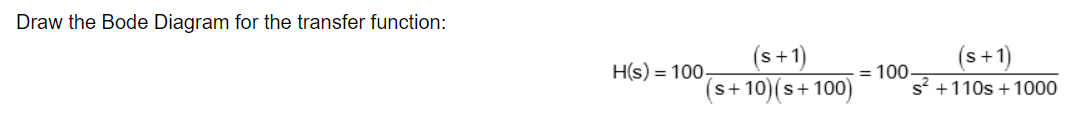 Draw the Bode Diagram for the transfer function:
H(s) = 100 (s+1) / (s+10)(s+100) = 100 (s+1) / s² +110s +1000